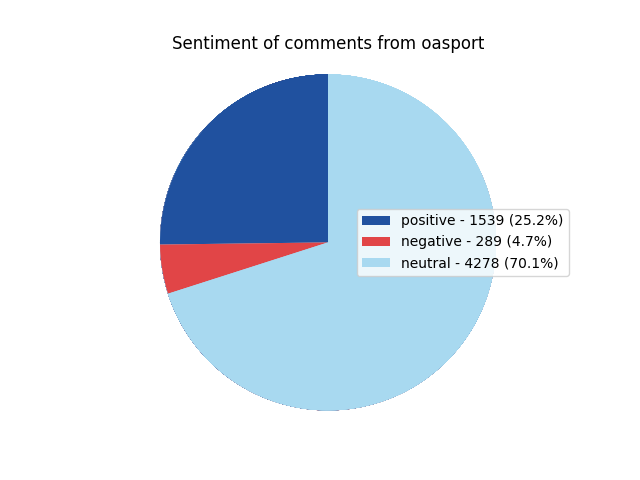 Sentiment of comments from oasport
positive - 1539 (25.2%)
negative - 289 (4.7%)
neutral - 4278 (70.1%)